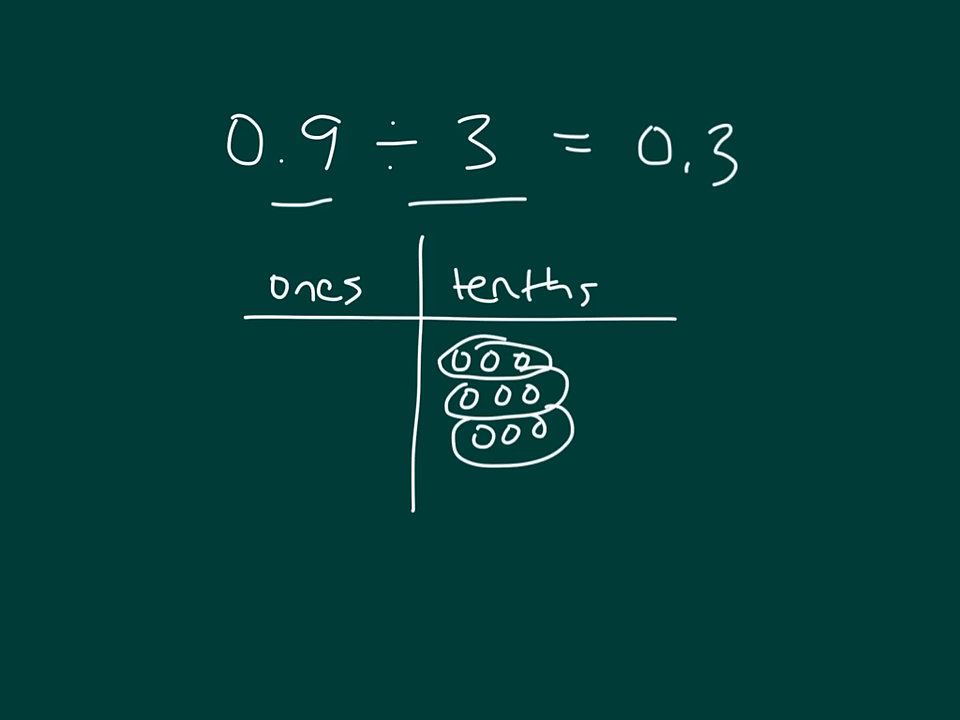 0.9 ÷ 3 = 0.3
ones tenths